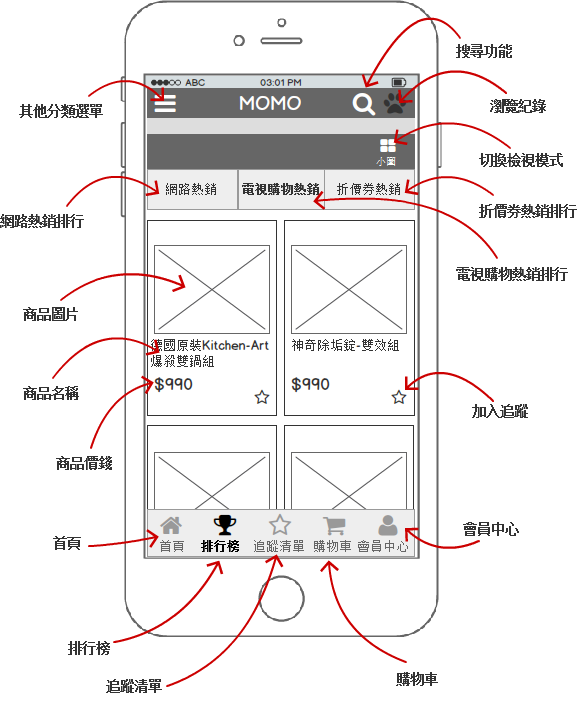 搜尋功能
ABC
03:01 PM
其他分類選單
MOMO
瀏覽紀錄
小圖
切換檢視模式
網路熱銷
電視購物熱銷
折價券熱銷
網路熱銷排行
折價券熱銷排行
電視購物熱銷排行
商品圖片
德國原裝Kitchen-Art
爆殺雙鍋組
神奇除垢錠-雙效組
商品名稱
$990
$990
加入追蹤
商品價錢
首頁
首頁
排行榜
追蹤清單
購物車
會員中心
會員中心
排行榜
追蹤清單
購物車